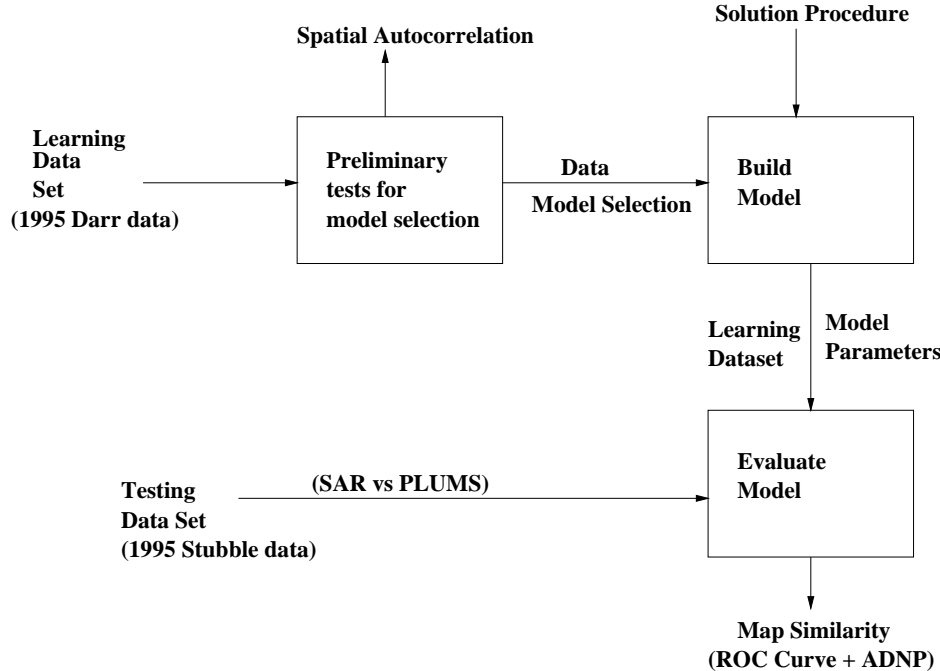 Solution Procedure
Spatial Autocorrelation
Learning
Data
Set
(1995 Darr data)
Preliminary
tests for
model selection
Data
Model Selection
Build
Model
Learning
Dataset
Model
Parameters
Testing
Data Set
(1995 Stubble data)
(SAR vs PLUMS)
Evaluate
Model
Map Similarity
(ROC Curve + ADNP)